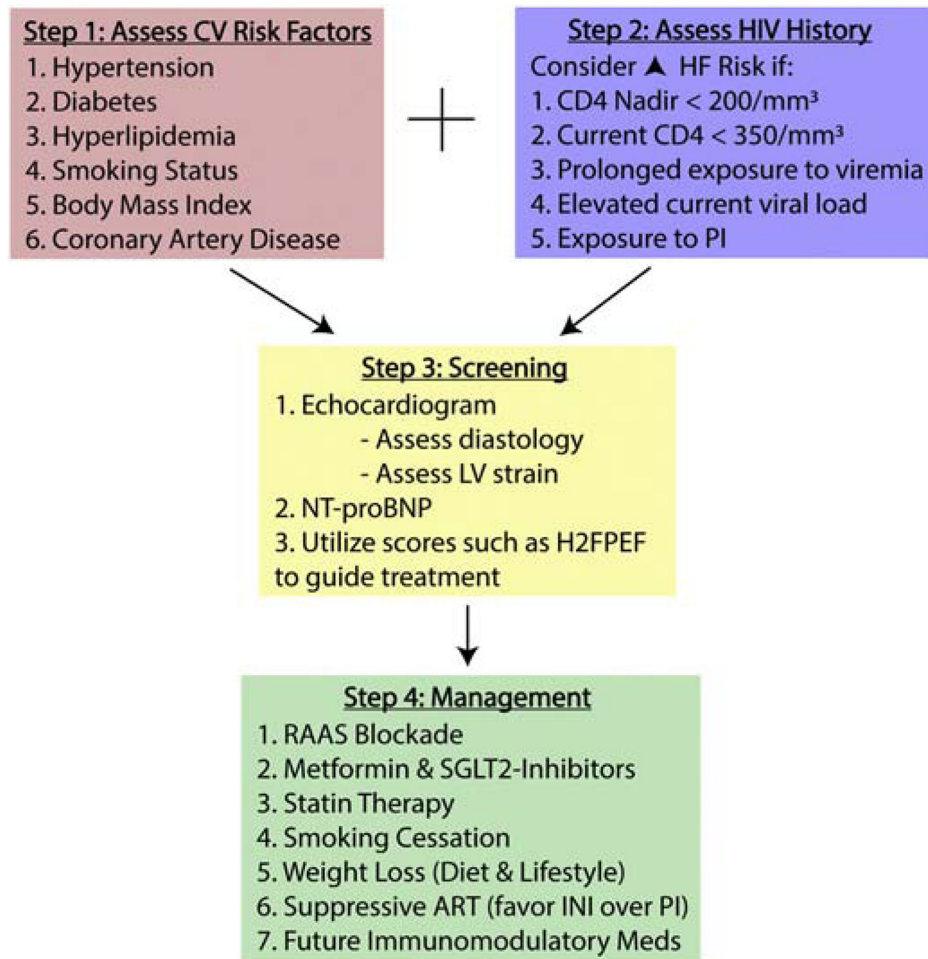 Step 1: Assess CV Risk Factors
1. Hypertension
2. Diabetes
3. Hyperlipidemia
4. Smoking Status
5. Body Mass Index
6. Coronary Artery Disease
Step 2: Assess HIV History
Consider ▲ HF Risk if:
1. CD4 Nadir < 200/mm³
2. Current CD4 < 350/mm³
3. Prolonged exposure to viremia
4. Elevated current viral load
5. Exposure to PI
Step 3: Screening
1. Echocardiogram
- Assess diastology
- Assess LV strain
2. NT-proBNP
3. Utilize scores such as H2FPEF
to guide treatment
Step 4: Management
1. RAAS Blockade
2. Metformin & SGLT2-Inhibitors
3. Statin Therapy
4. Smoking Cessation
5. Weight Loss (Diet & Lifestyle)
6. Suppressive ART (favor INI over PI)
7. Future Immunomodulatory Meds